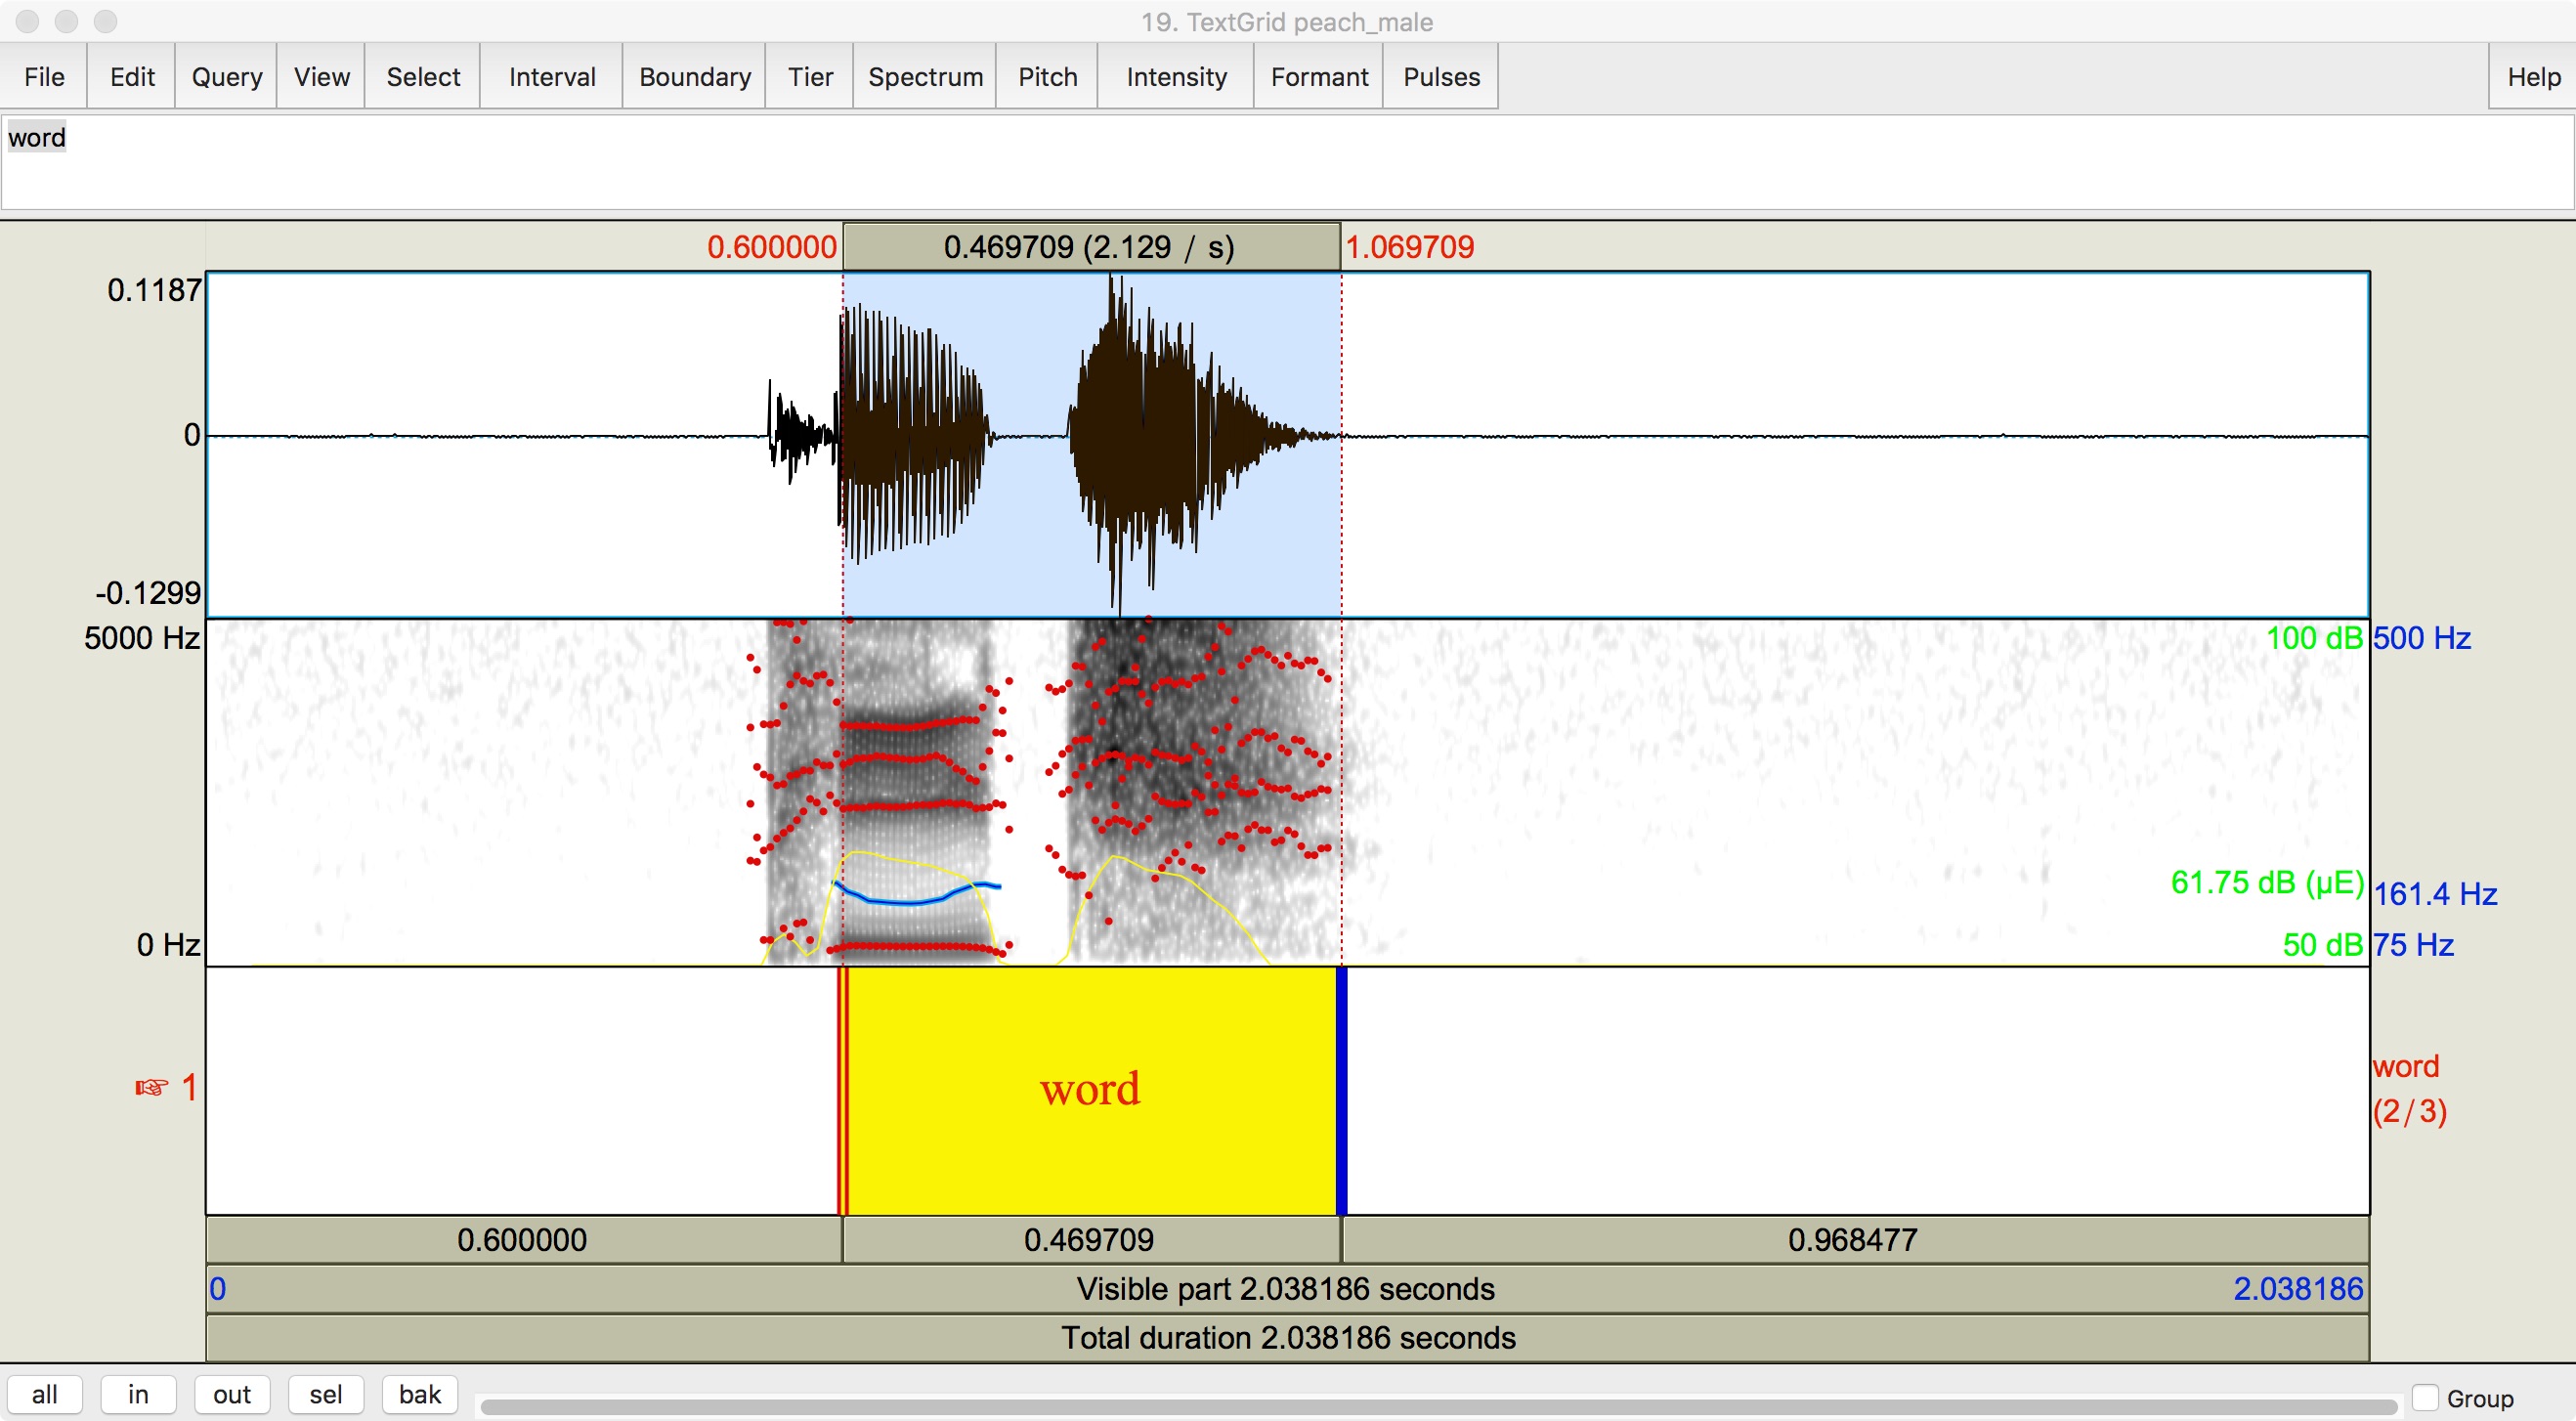 19. TextGrid peach_male
File Edit Query View Select Interval Boundary Tier Spectrum Pitch Intensity Formant Pulses Help
word
0.600000 0.469709 (2.129 / s) 1.069709
0.1187
0
-0.1299
5000 Hz 100 dB 500 Hz
61.75 dB (µE) 161.4 Hz
0 Hz 50 dB 75 Hz
☞ 1 word word
(2/3)
0.600000 0.469709 0.968477
0 Visible part 2.038186 seconds 2.038186
Total duration 2.038186 seconds
all in out sel bak Group